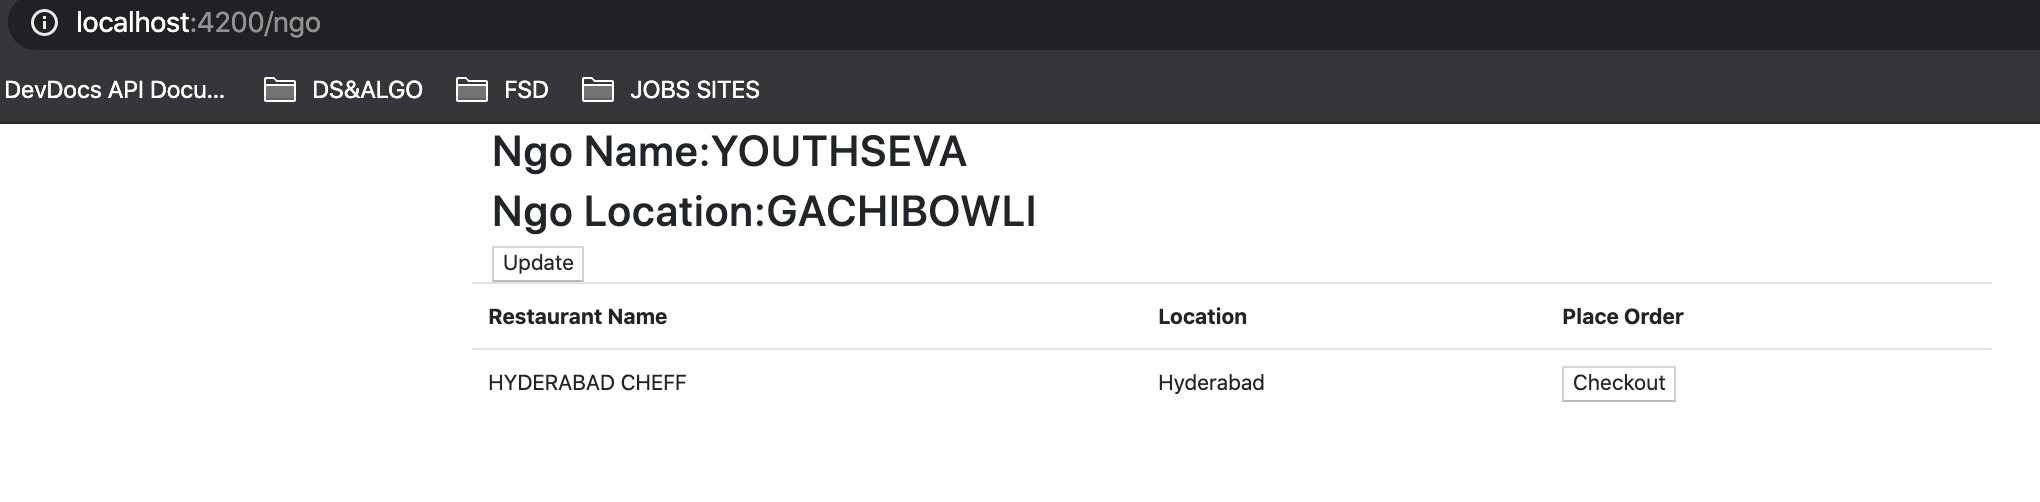 localhost:4200/ngo
DevDocs API Docu... DS&ALGO FSD JOBS SITES
Ngo Name:YOUTHSEVA
Ngo Location:GACHIBOWLI
Update
Restaurant Name Location Place Order
HYDERABAD CHEFF Hyderabad Checkout